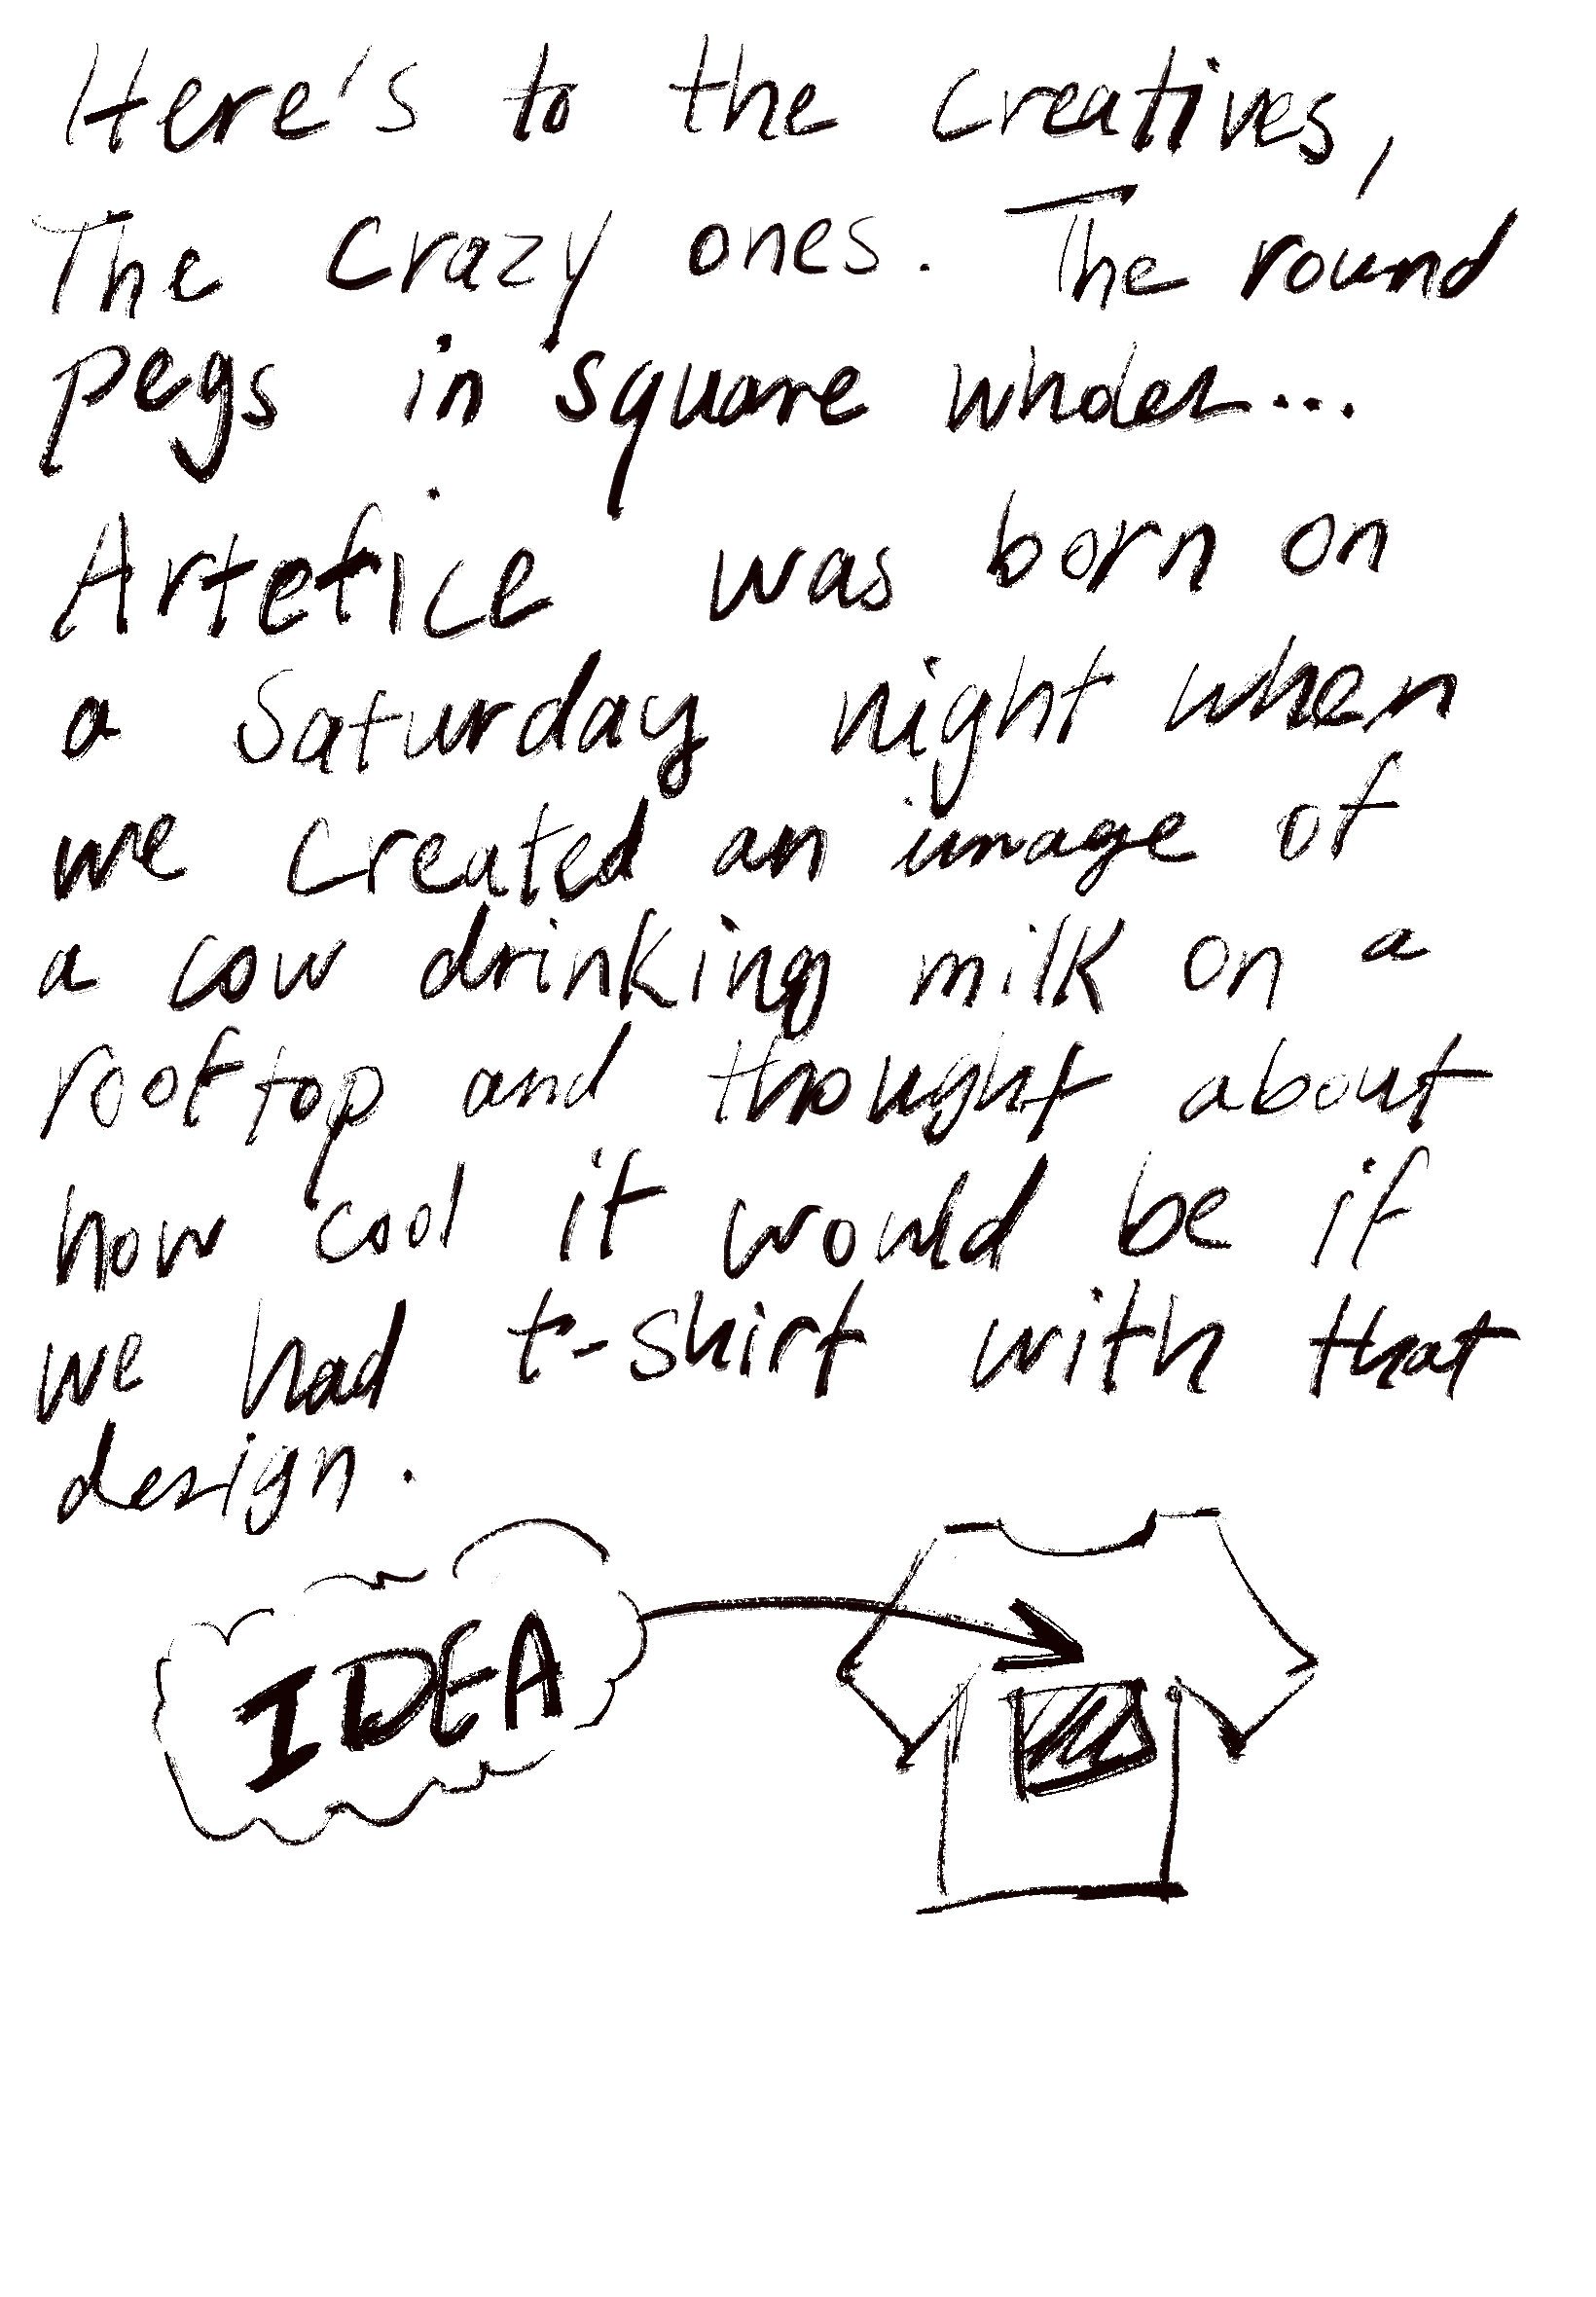 Here's to the creatives,
The crazy ones. The round
pegs in square wholes...
Artefice was born on
a Saturday night when
we created an image of
a cow drinking milk on a
rooftop and thought about
how cool it would be if
we had t-shirt with that
design.
IDEA